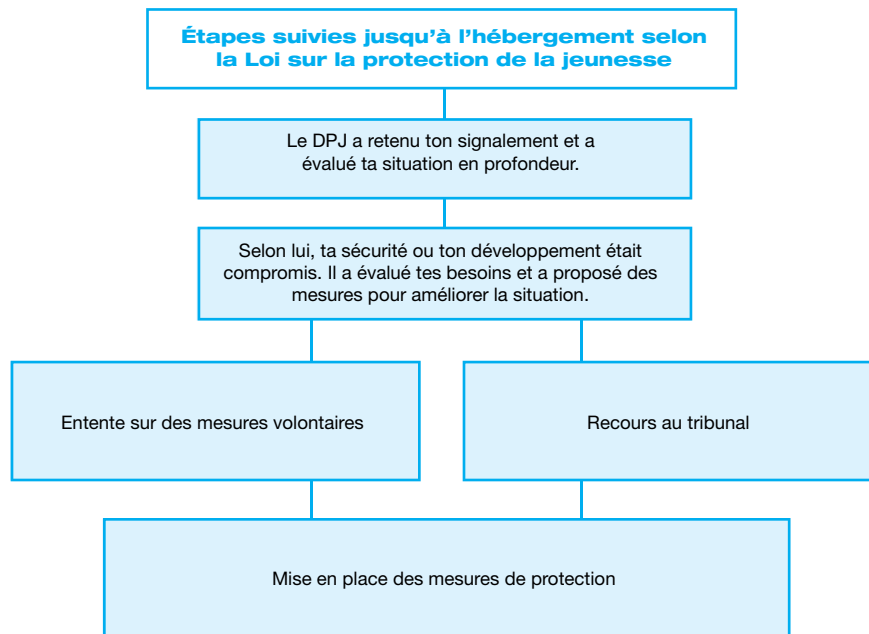 Étapes suivies jusqu'à l'hébergement selon
la Loi sur la protection de la jeunesse
Le DPJ a retenu ton signalement et a
évalué ta situation en profondeur.
Selon lui, ta sécurité ou ton développement était
compromis. Il a évalué tes besoins et a proposé des
mesures pour améliorer la situation.
Entente sur des mesures volontaires
Recours au tribunal
Mise en place des mesures de protection